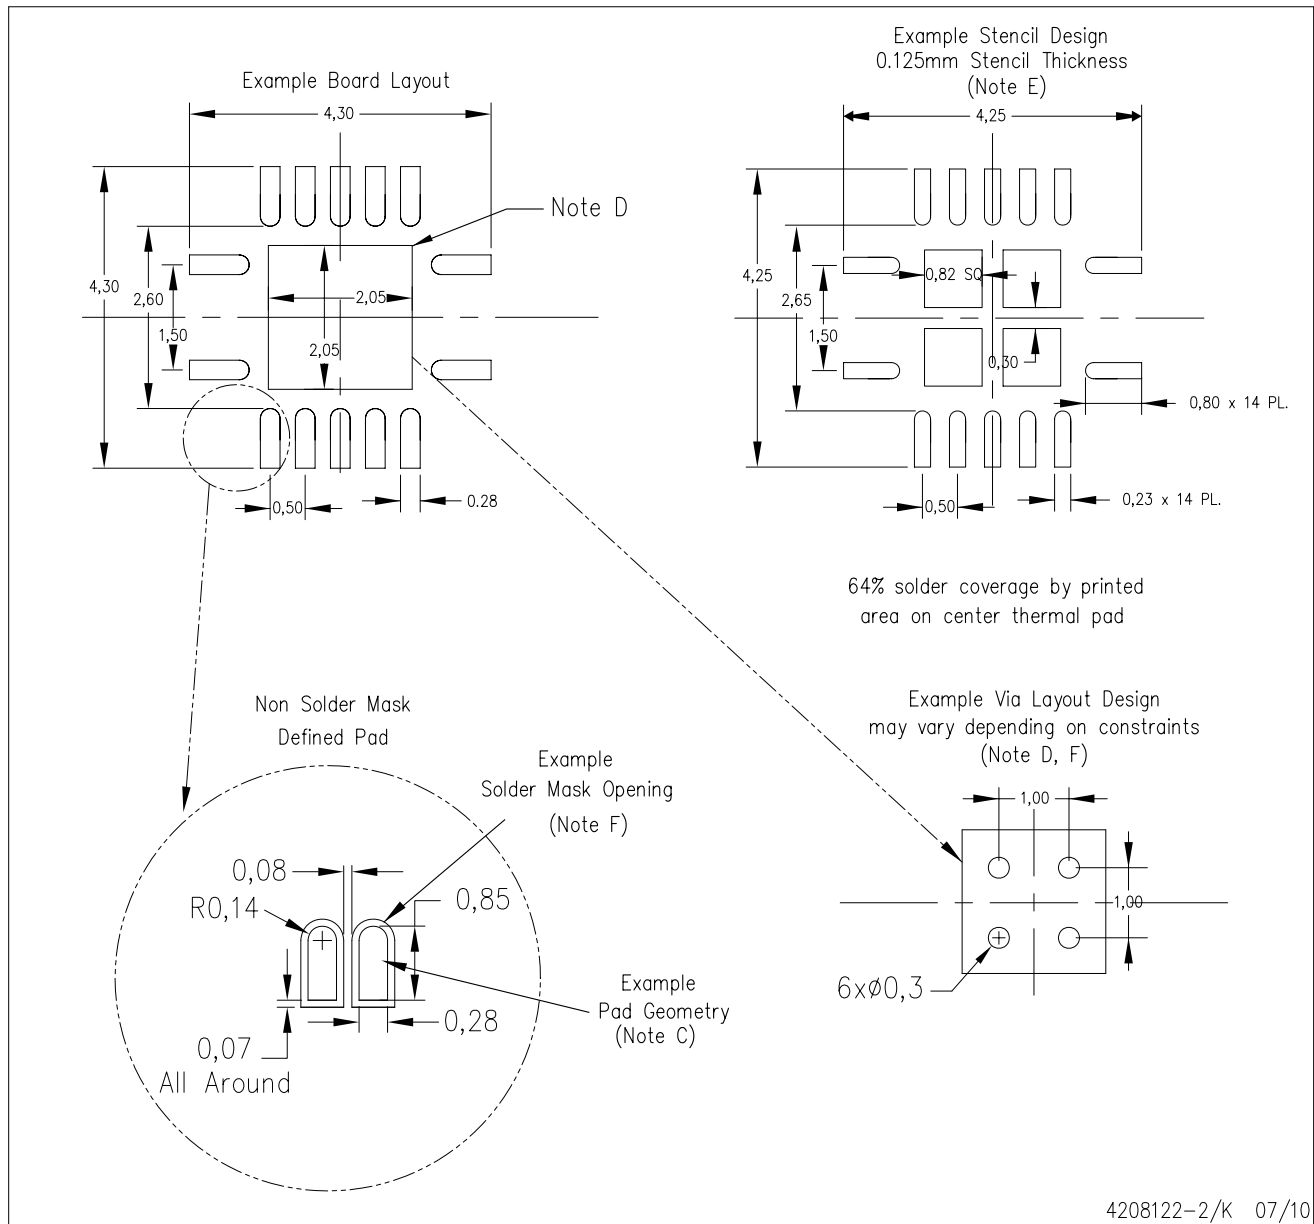 Example Board Layout
4,30
4,30
2,60
1,50
2,05
2,05
Note D
0,50
0.28
Example Stencil Design
0.125mm Stencil Thickness
(Note E)
4,25
4,25
2,65
1,50
0,82 SQ
0,30
0,80 x 14 PL.
0,50
0,23 x 14 PL.
64% solder coverage by printed
area on center thermal pad
Non Solder Mask
Defined Pad
Example
Solder Mask Opening
(Note F)
0,08
R0,14
0,85
0,28
0,07
All Around
Example
Pad Geometry
(Note C)
Example Via Layout Design
may vary depending on constraints
(Note D, F)
1,00
1,00
6xø0,3
4208122-2/K 07/10